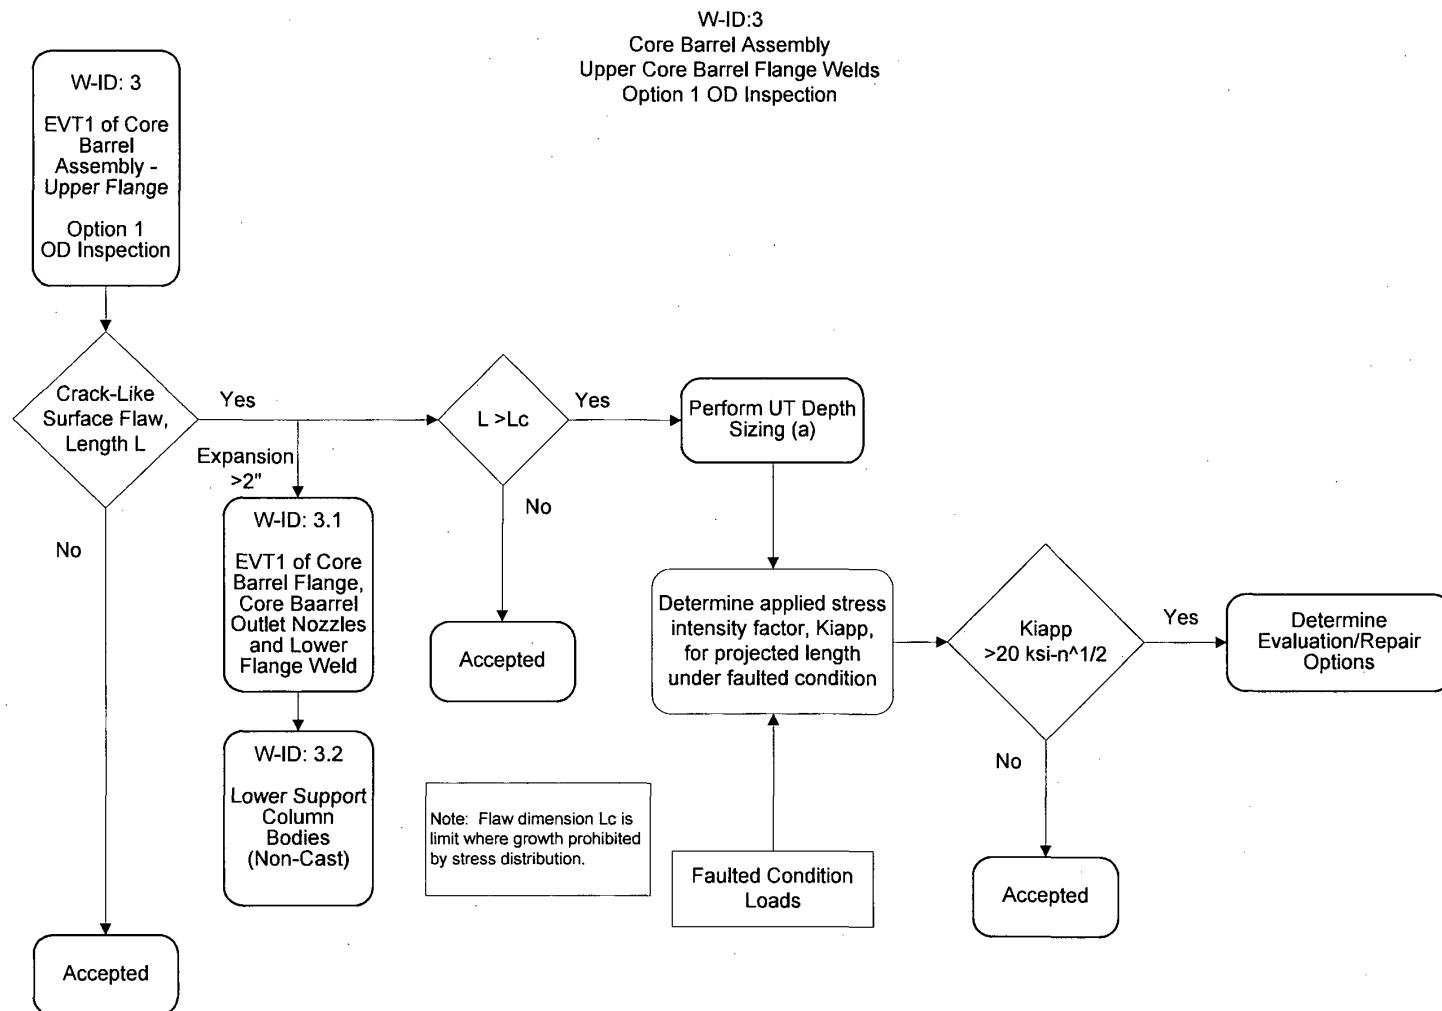 W-ID:3
Core Barrel Assembly
Upper Core Barrel Flange Welds
Option 1 OD Inspection
W-ID: 3
EVT1 of Core
Barrel
Assembly -
Upper Flange
Option 1
OD Inspection
Crack-Like
Surface Flaw,
Length L
Yes
No
Expansion
>2"
W-ID: 3.1
EVT1 of Core
Barrel Flange,
Core Baarrel
Outlet Nozzles
and Lower
Flange Weld
W-ID: 3.2
Lower Support
Column
Bodies
(Non-Cast)
Accepted
L >Lc
Yes
No
Accepted
Note: Flaw dimension Lc is
limit where growth prohibited
by stress distribution.
Perform UT Depth
Sizing (a)
Determine applied stress
intensity factor, Kiapp,
for projected length
under faulted condition
Faulted Condition
Loads
Kiapp
>20 ksi-n^1/2
Yes
No
Determine
Evaluation/Repair
Options
Accepted